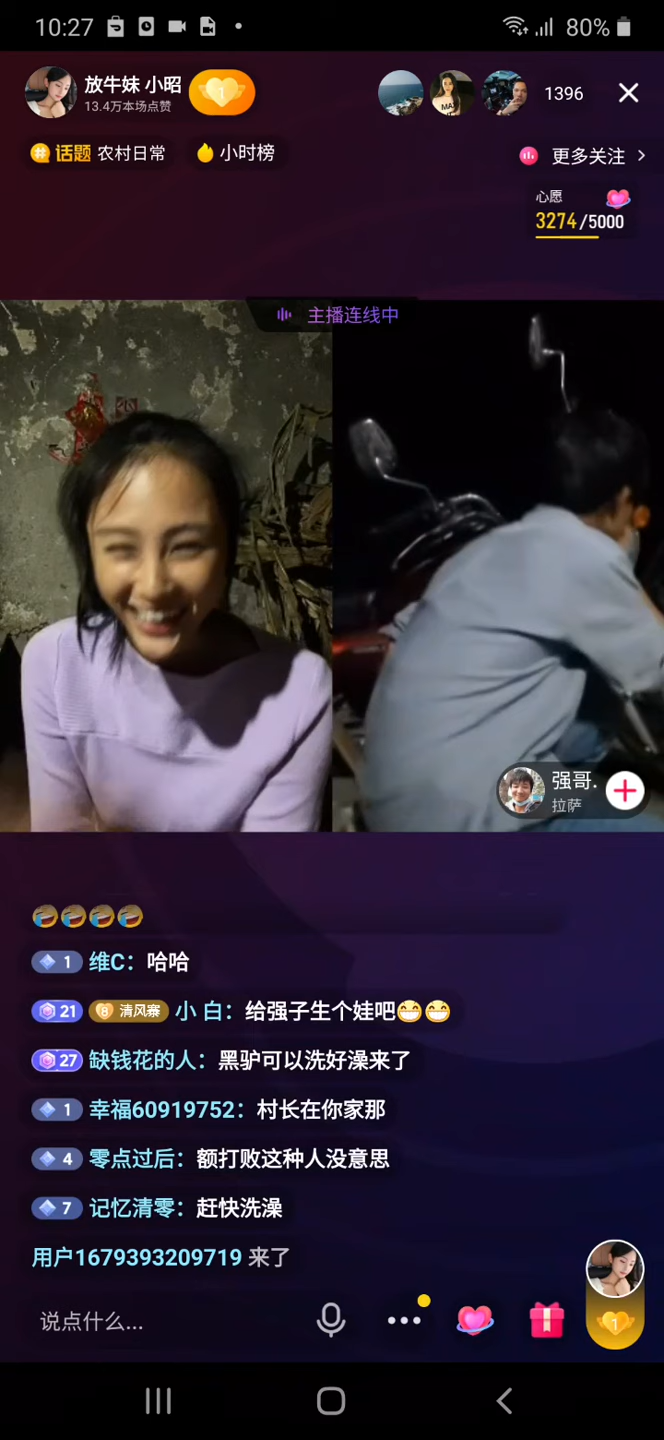 10:27
80%
放牛妹 小昭
13.4万本场点赞
1
1396
话题 农村日常
小时榜
更多关注
心愿
3274/5000
主播连线中
强哥.
拉萨
1 维C：哈哈
21 8 清风寨 小 白：给强子生个娃吧
27 缺钱花的人：黑驴可以洗好澡来了
1 幸福60919752：村长在你家那
4 零点过后：额打败这种人没意思
7 记忆清零：赶快洗澡
用户1679393209719 来了
说点什么...
1